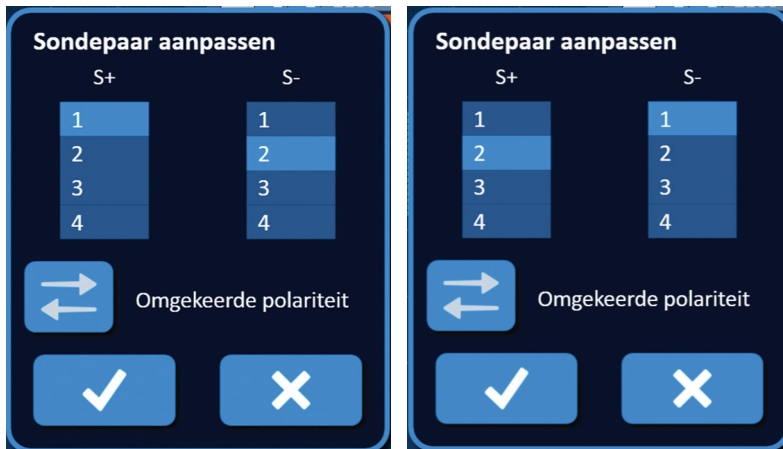 Sondepaar aanpassen
S+ S-
1 1
2 2
3 3
4 4
Omgekeerde polariteit
Sondepaar aanpassen
S+ S-
1 1
2 2
3 3
4 4
Omgekeerde polariteit